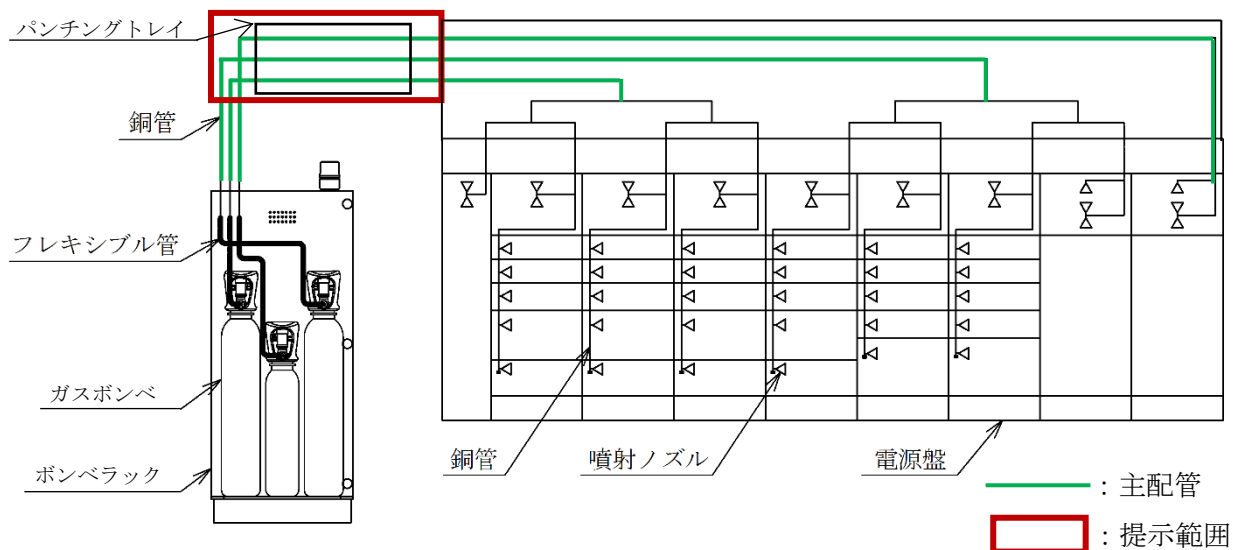 パンチングトレイ
銅管
フレキシブル管
ガスボンベ
ボンベラック
銅管
噴射ノズル
電源盤
：主配管
：提示範囲